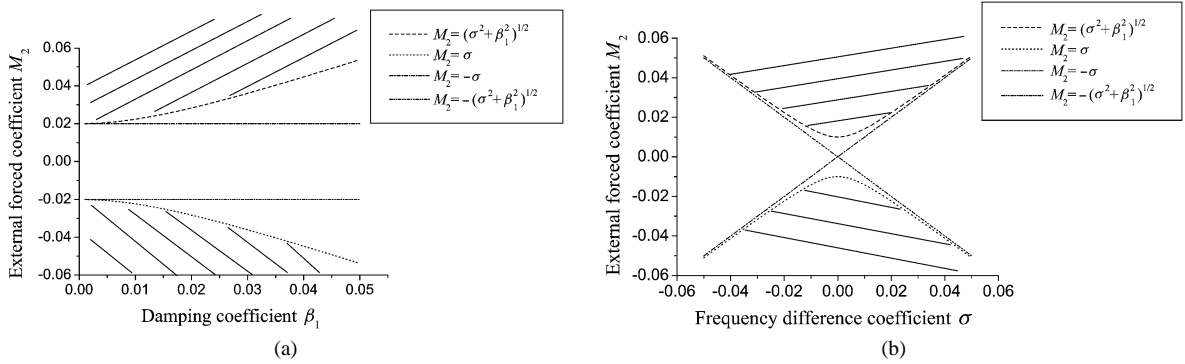 External forced coefficient M₂
0.06
0.04
0.02
0.00
-0.02
-0.04
-0.06
0.00 0.01 0.02 0.03 0.04 0.05
Damping coefficient β₁
(a)
M₂=(σ²+β₁²)^1/2
M₂=σ
M₂=-σ
M₂=-(σ²+β₁²)^1/2
External forced coefficient M₂
0.06
0.04
0.02
0.00
-0.02
-0.04
-0.06
-0.06 -0.04 -0.02 0.00 0.02 0.04 0.06
Frequency difference coefficient σ
(b)
M₂=(σ²+β₁²)^1/2
M₂=σ
M₂=-σ
M₂=-(σ²+β₁²)^1/2